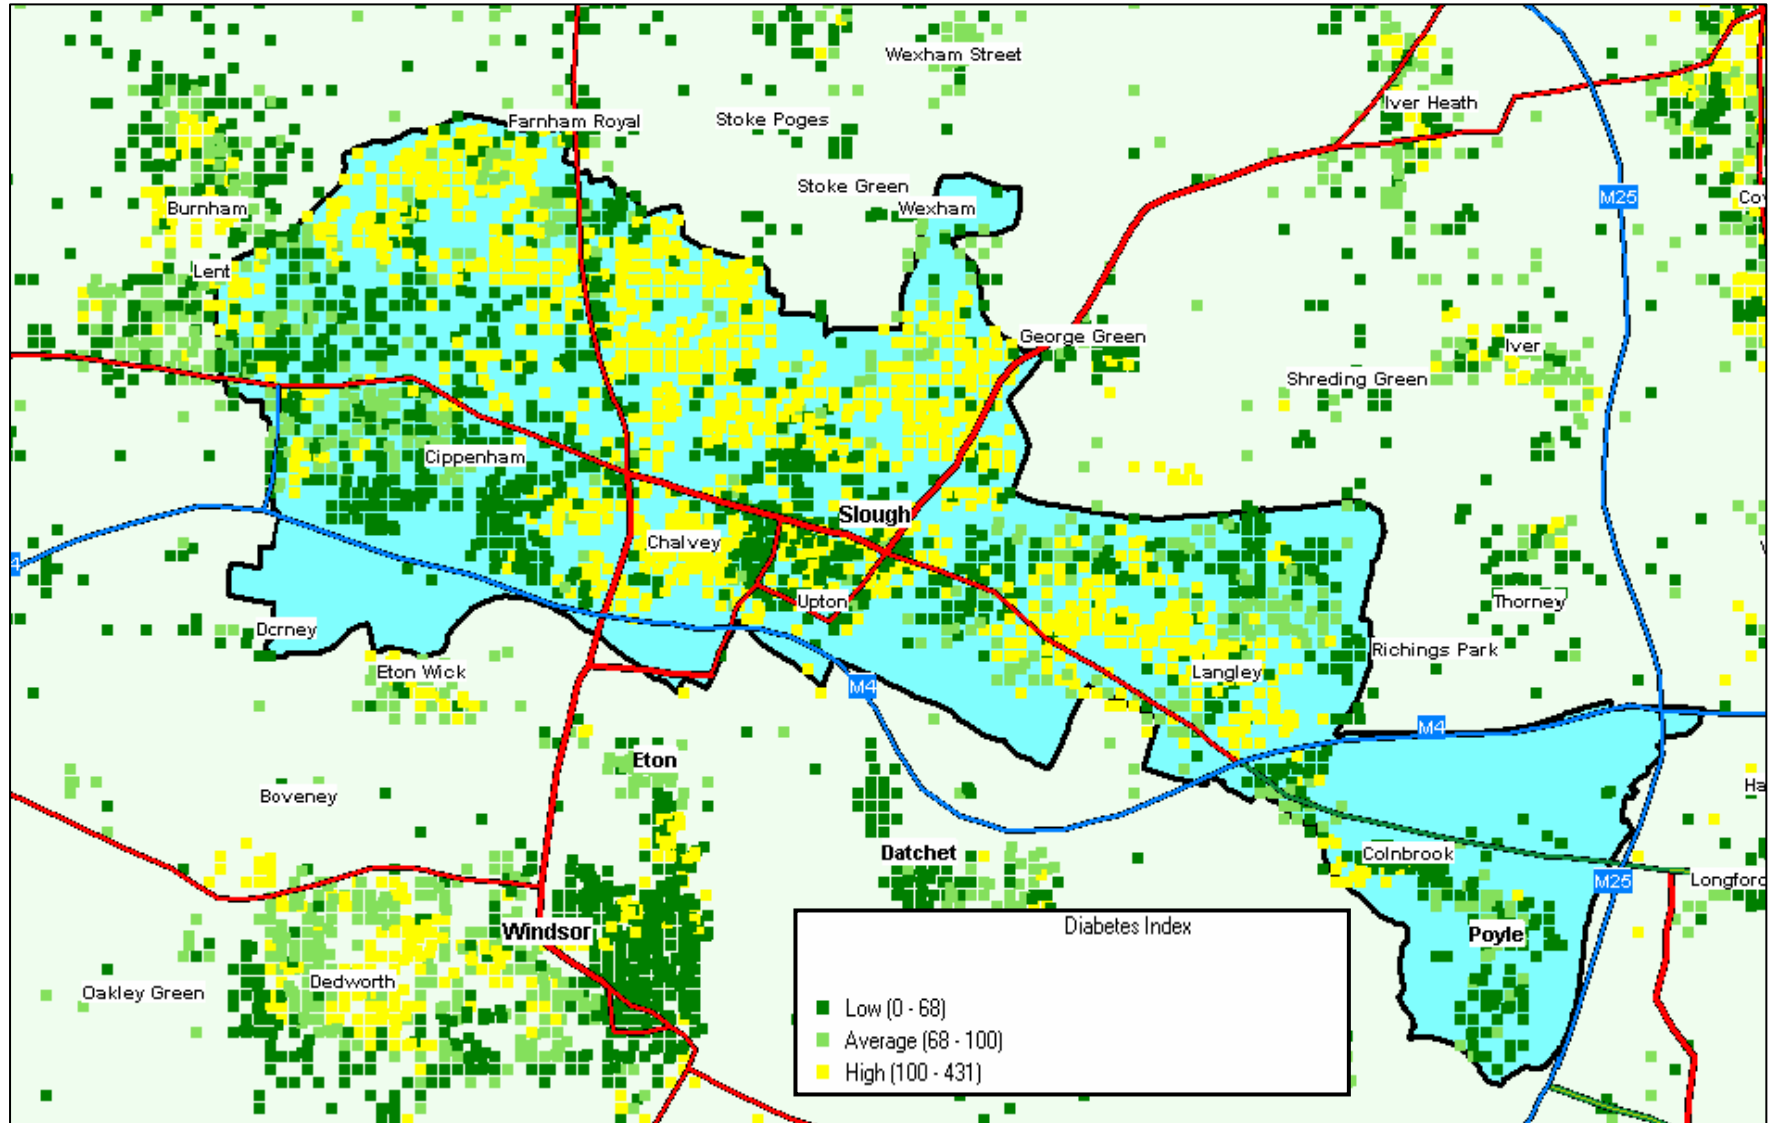 Wexham Street
Iver Heath
Farnham Royal
Stoke Poges
Stoke Green
M25
Burnham
Wexham
Lent
George Green
Iver
Shreding Green
Cippenham
Slough
Chalvey
Upton
Thorney
Dorney
Richings Park
Eton Wick
Langley
M4
M4
Eton
Boveney
Datchet
Colnbrook
M25
Longford
Windsor
Poyle
Dedworth
Oakley Green
Diabetes Index
Low (0 - 68)
Average (68 - 100)
High (100 - 431)